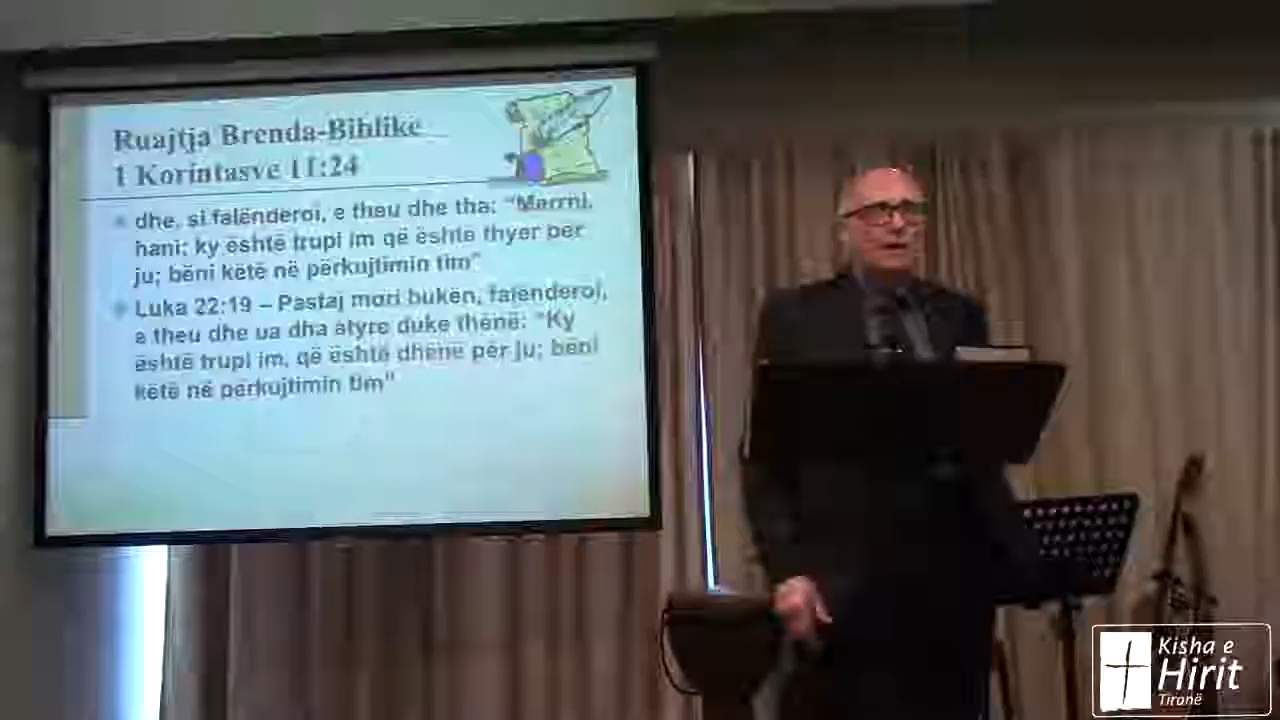 Ruajtja Brenda-Biblike
1 Korintasve 11:24
dhe, si falënderoi, e theu dhe tha: "Merrni,
hani; ky është trupi im që është thyer për
ju; bëni këtë në përkujtimin tim"
Luka 22:19 – Pastaj mori bukën, falenderoi,
e theu dhe ua dha atyre duke thënë: "Ky
është trupi im, që është dhënë për ju; bëni
këtë në përkujtimin tim"
Kisha e
Hirit
Tiranë